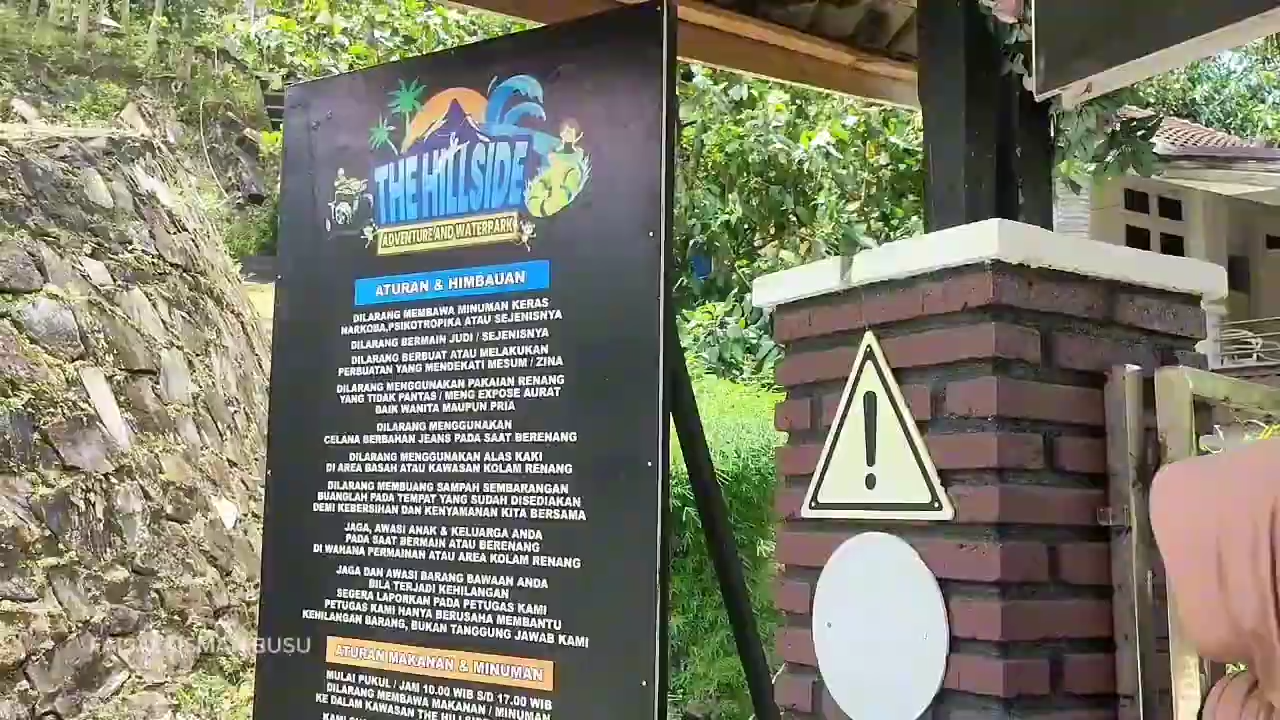 THE HILLSIDE
ADVENTURE AND WATERPARK
ATURAN & HIMBAUAN
DILARANG MEMBAWA MINUMAN KERAS
NARKOBA,PSIKOTROPIKA ATAU SEJENISNYA
DILARANG BERMAIN JUDI / SEJENISNYA
DILARANG BERBUAT ATAU MELAKUKAN
PERBUATAN YANG MENDEKATI MESUM / ZINA
DILARANG MENGGUNAKAN PAKAIAN RENANG
YANG TIDAK PANTAS / MENG EXPOSE AURAT
BAIK WANITA MAUPUN PRIA
DILARANG MENGGUNAKAN
CELANA BERBAHAN JEANS PADA SAAT BERENANG
DILARANG MENGGUNAKAN ALAS KAKI
DI AREA BASAH ATAU KAWASAN KOLAM RENANG
DILARANG MEMBUANG SAMPAH SEMBARANGAN
BUANGLAH PADA TEMPAT YANG SUDAH DISEDIAKAN
DEMI KEBERSIHAN DAN KENYAMANAN KITA BERSAMA
JAGA, AWASI ANAK & KELUARGA ANDA
PADA SAAT BERMAIN ATAU BERENANG
DI WAHANA PERMAINAN ATAU AREA KOLAM RENANG
JAGA DAN AWASI BARANG BAWAAN ANDA
BILA TERJADI KEHILANGAN
SEGERA LAPORKAN PADA PETUGAS KAMI
PETUGAS KAMI HANYA BERUSAHA MEMBANTU
KEHILANGAN BARANG, BUKAN TANGGUNG JAWAB KAMI
ATURAN MAKANAN & MINUMAN
MULAI PUKUL / JAM 10.00 WIB S/D 17.00 WIB
DILARANG MEMBAWA MAKANAN / MINUMAN
KE DALAM KAWASAN THE HILLSIDE
!
BUSU